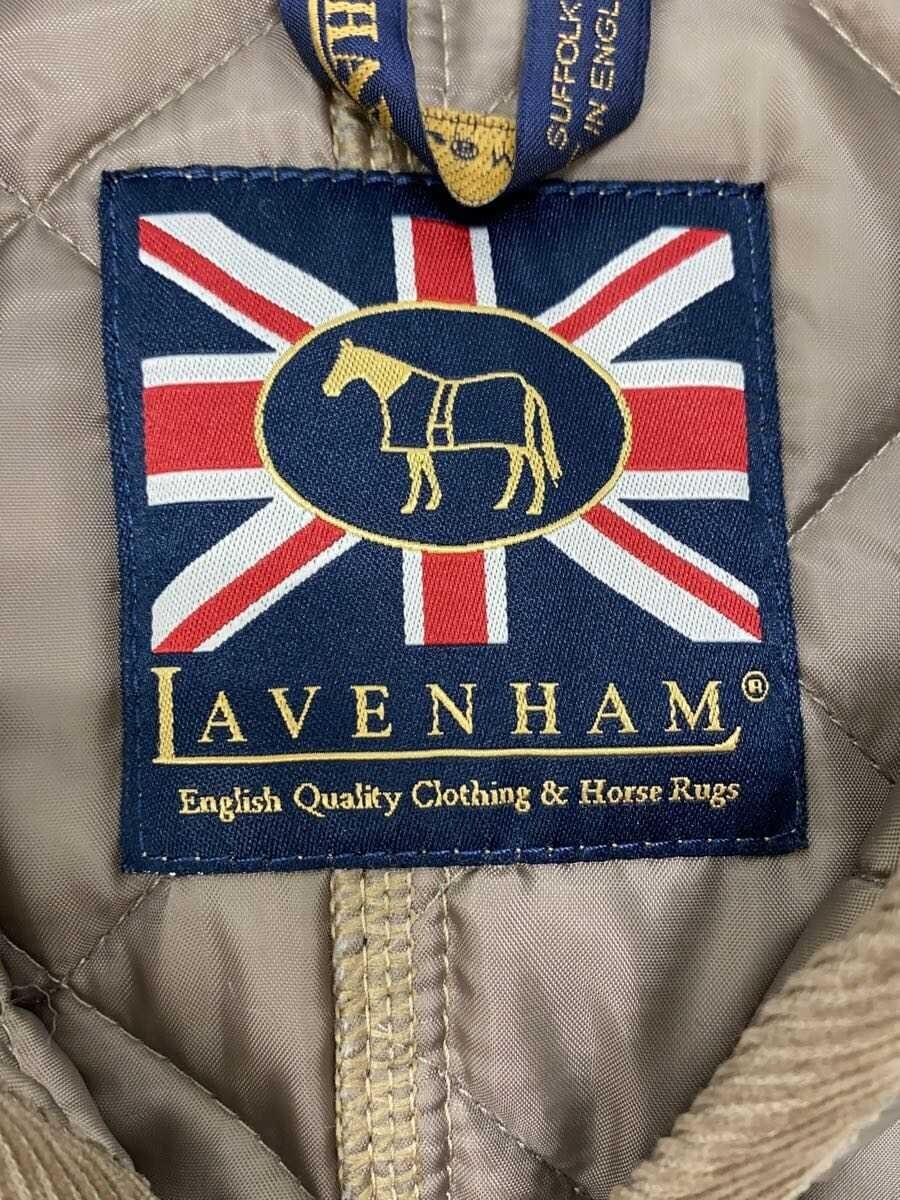 SUFFOLK
IN ENGL
LAVENHAM®
English Quality Clothing & Horse Rugs